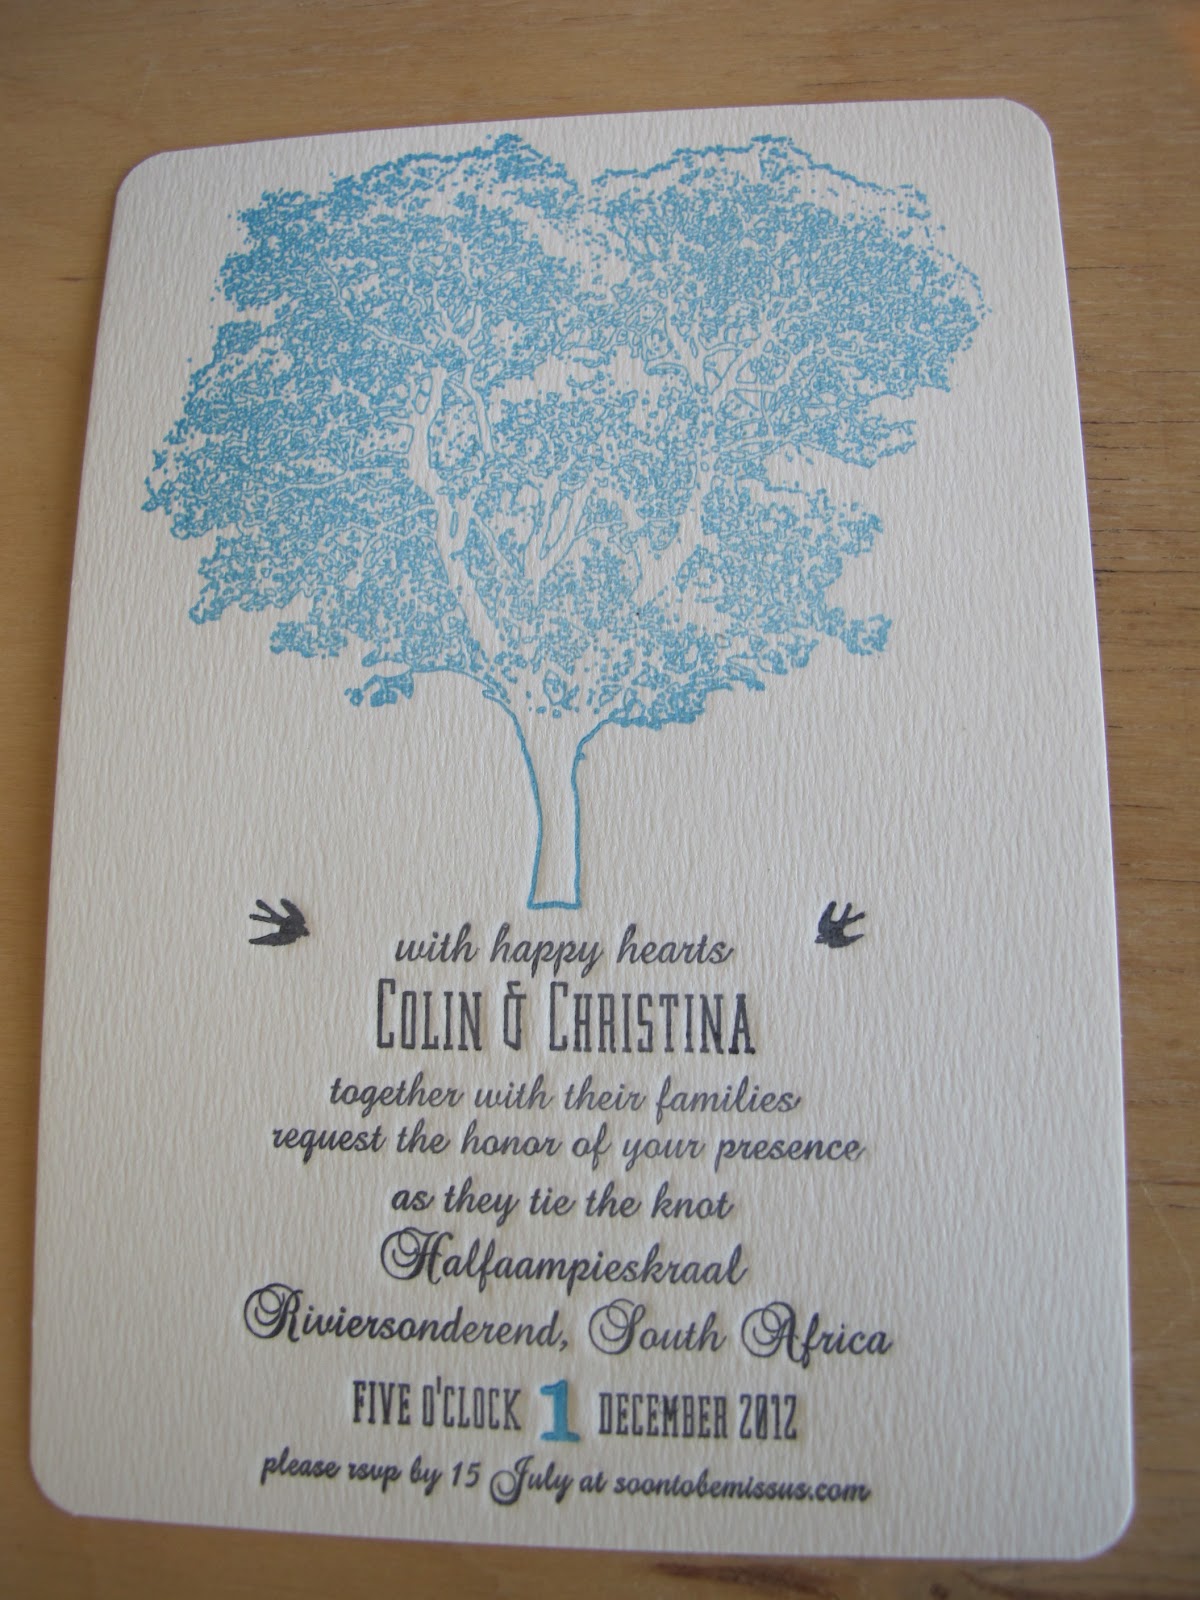 with happy hearts
COLIN & CHRISTINA
together with their families
request the honor of your presence
as they tie the knot
Halfaampieskraal
Riviersonderend, South Africa
FIVE O'CLOCK 1 DECEMBER 2012
please rsvp by 15 July at soontobemissus.com